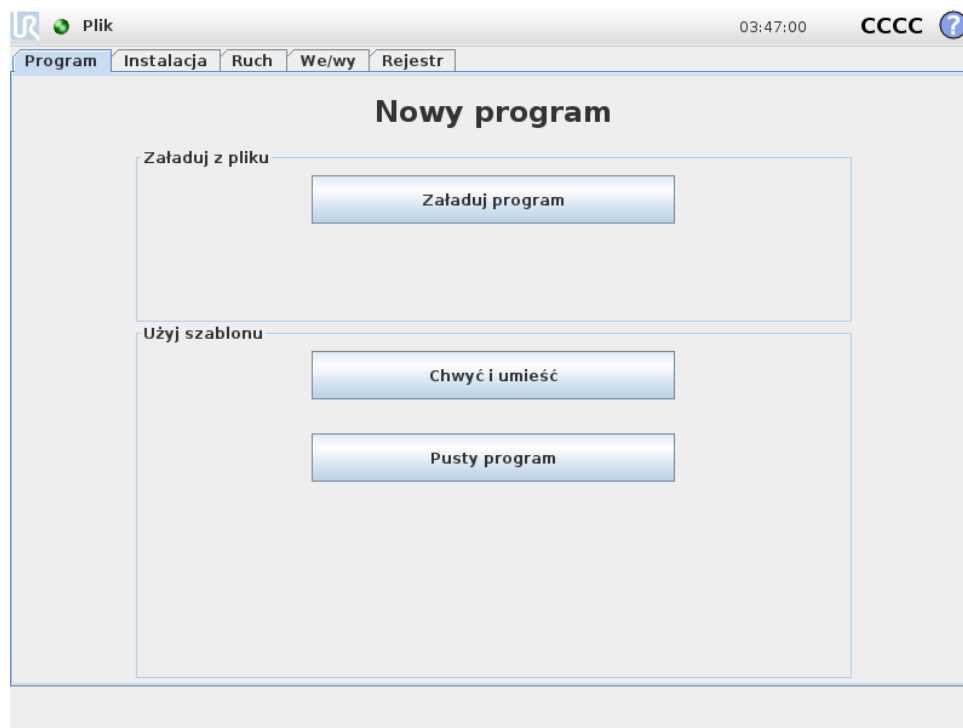 UR Plik 03:47:00 CCCC ?
Program Instalacja Ruch We/wy Rejestr
Nowy program
Załaduj z pliku
Załaduj program
Użyj szablonu
Chwyć i umieść
Pusty program